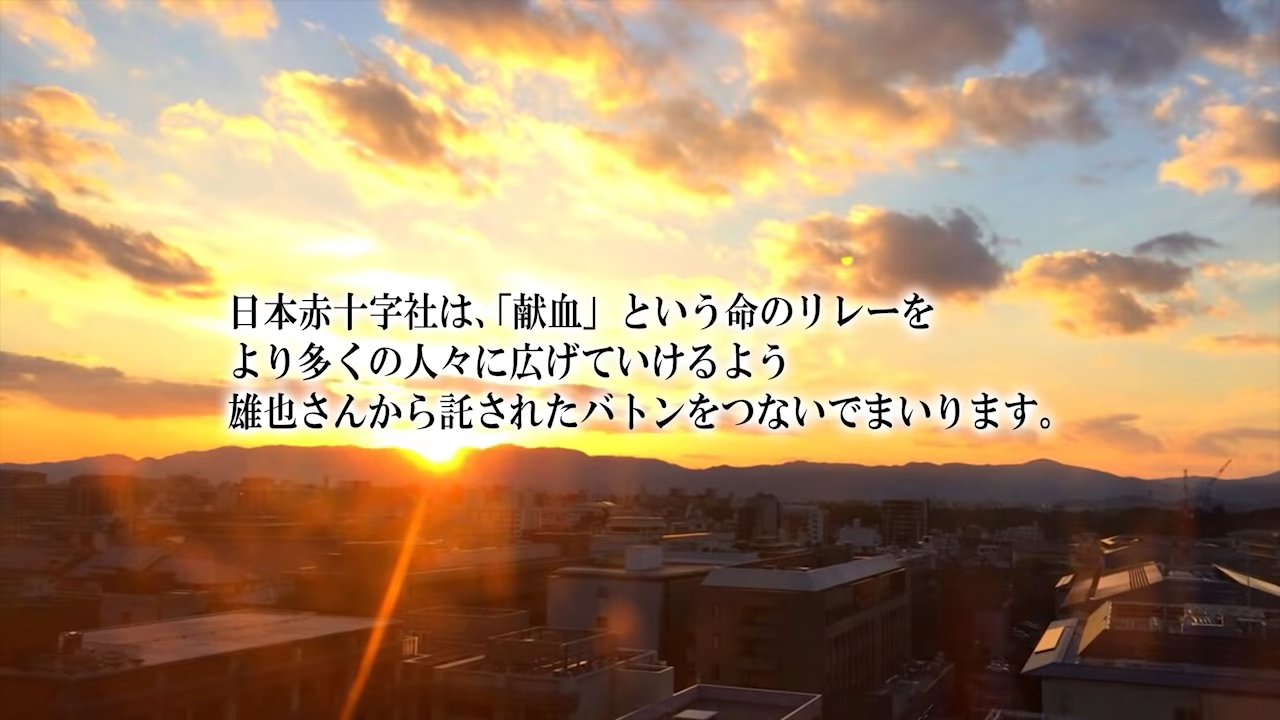 日本赤十字社は、「献血」という命のリレーを
より多くの人々に広げていけるよう
雄也さんから託されたバトンをつないでまいります。